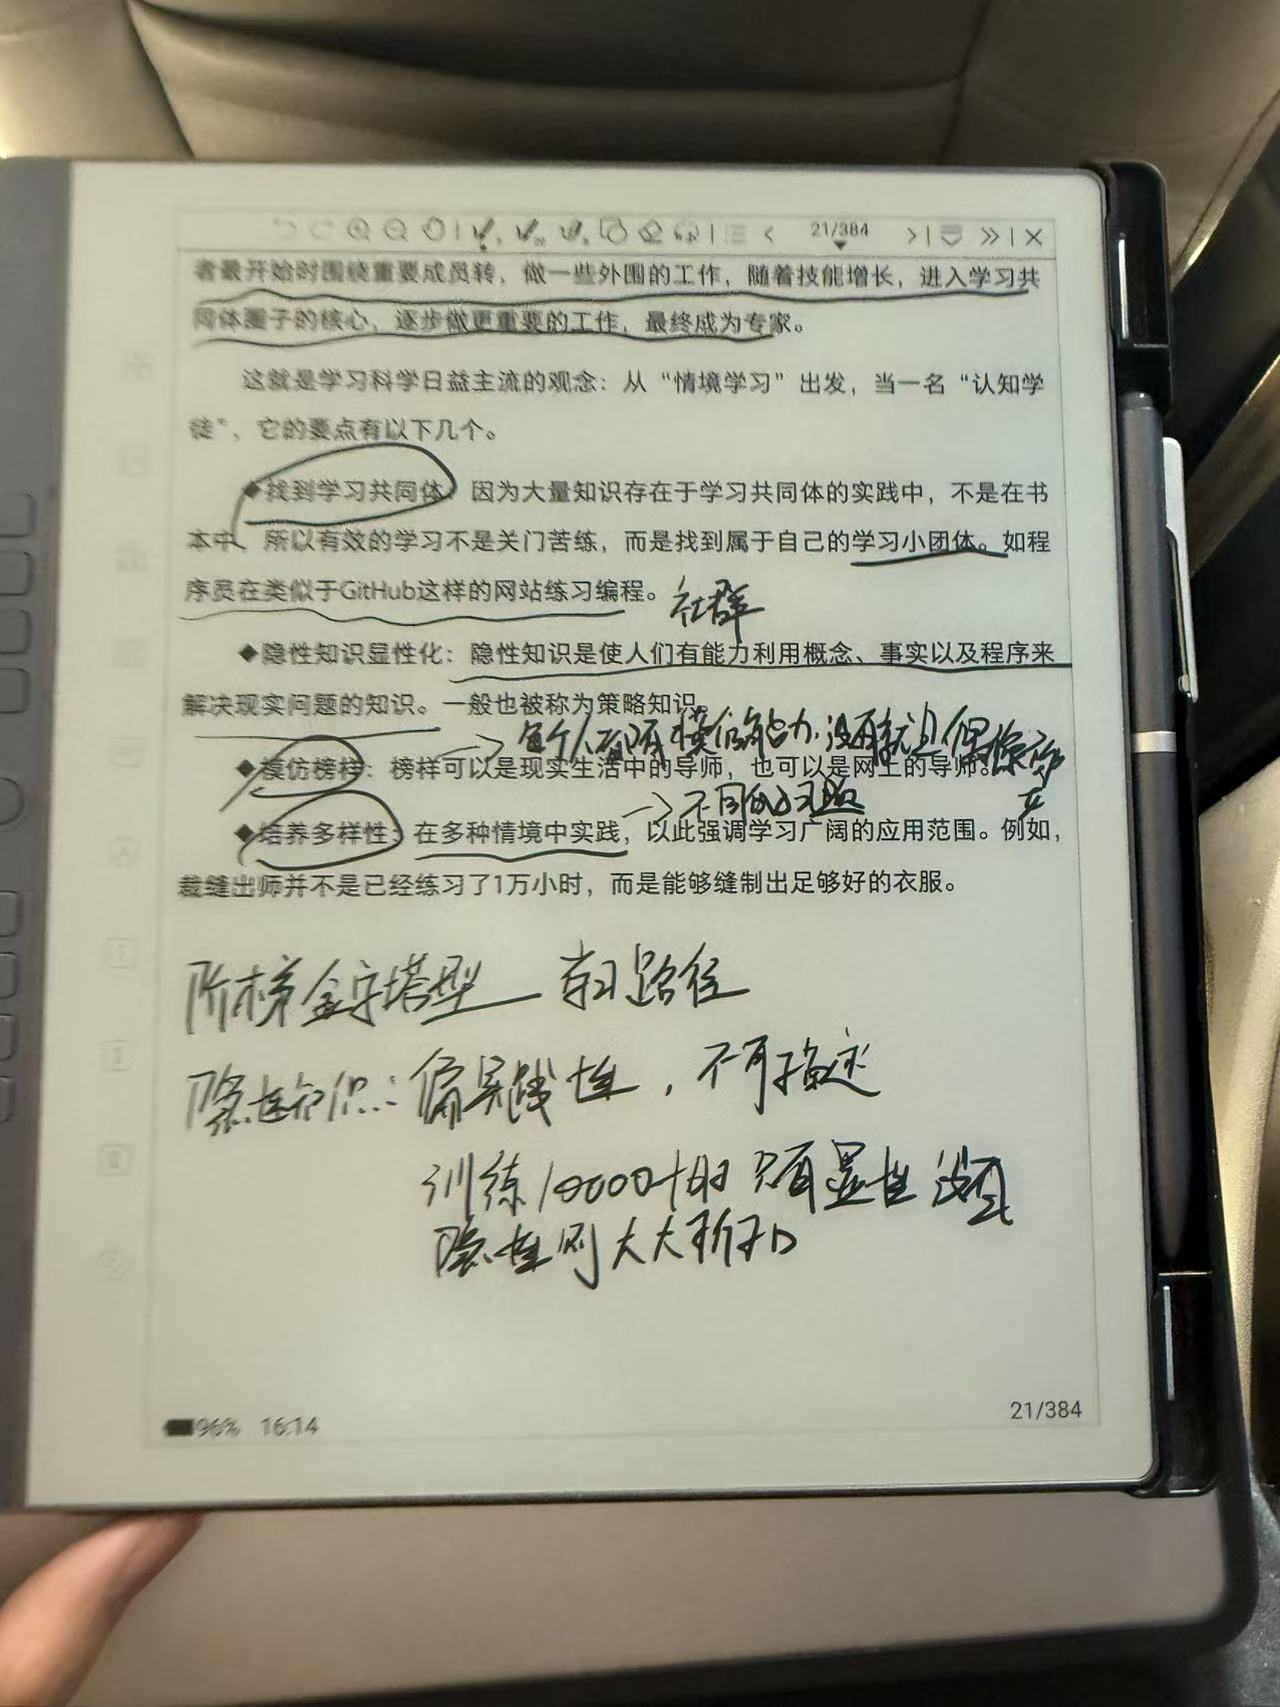 21/384
者最开始时围绕重要成员转，做一些外围的工作，随着技能增长，进入学习共
同体圈子的核心，逐步做更重要的工作，最终成为专家。
这就是学习科学日益主流的观念：从“情境学习”出发，当一名“认知学
徒”，它的要点有以下几个。
◆找到学习共同体：因为大量知识存在于学习共同体的实践中，不是在书
本中，所以有效的学习不是关门苦练，而是找到属于自己的学习小团体。如程
序员在类似于GitHub这样的网站练习编程。
社群
◆隐性知识显性化：隐性知识是使人们有能力利用概念、事实以及程序来
解决现实问题的知识。一般也被称为策略知识。
每个人都有模仿能力
◆模仿榜样：榜样可以是现实生活中的导师，也可以是网上的导师。
不同的习题
◆培养多样性：在多种情境中实践，以此强调学习广阔的应用范围。例如，
裁缝出师并不是已经练习了1万小时，而是能够缝制出足够好的衣服。
阶梯金字塔型 学习路径
隐性知识：偏实践性，不可描述
训练10000小时 只有显性 没有
隐性则大大折扣
96% 16:14
21/384